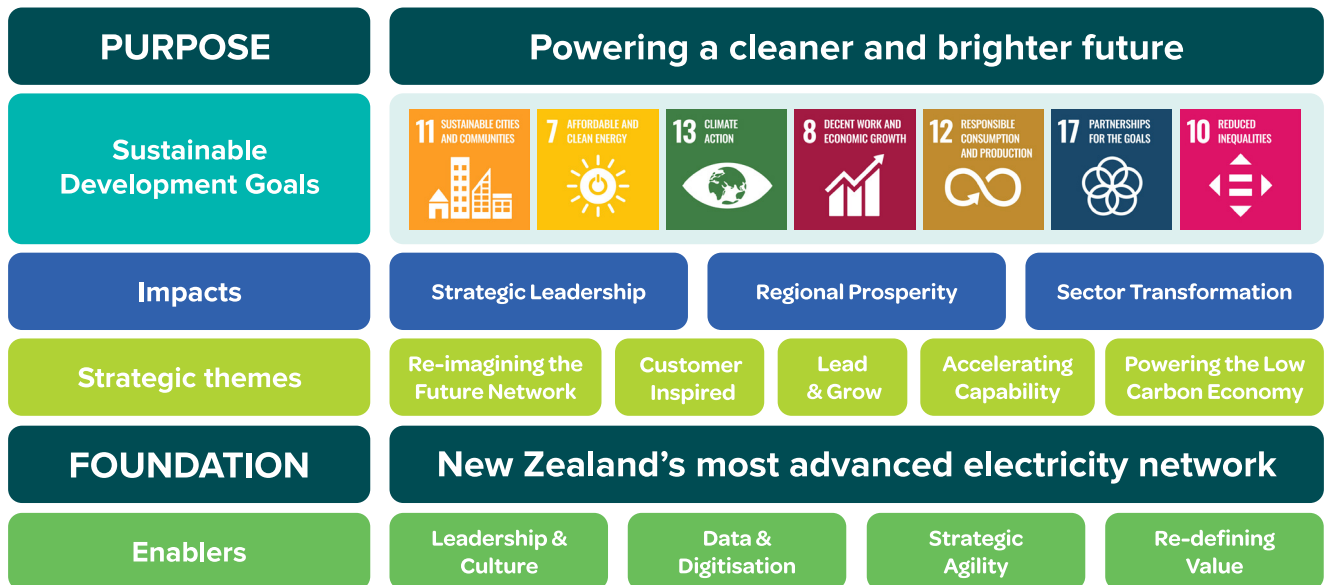 PURPOSE
Powering a cleaner and brighter future
Sustainable
Development Goals
11 SUSTAINABLE CITIES
AND COMMUNITIES
7 AFFORDABLE AND
CLEAN ENERGY
13 CLIMATE
ACTION
8 DECENT WORK AND
ECONOMIC GROWTH
12 RESPONSIBLE
CONSUMPTION
AND PRODUCTION
17 PARTNERSHIPS
FOR THE GOALS
10 REDUCED
INEQUALITIES
Impacts
Strategic Leadership
Regional Prosperity
Sector Transformation
Strategic themes
Re-imagining the
Future Network
Customer
Inspired
Lead
& Grow
Accelerating
Capability
Powering the Low
Carbon Economy
FOUNDATION
New Zealand’s most advanced electricity network
Enablers
Leadership &
Culture
Data &
Digitisation
Strategic
Agility
Re-defining
Value